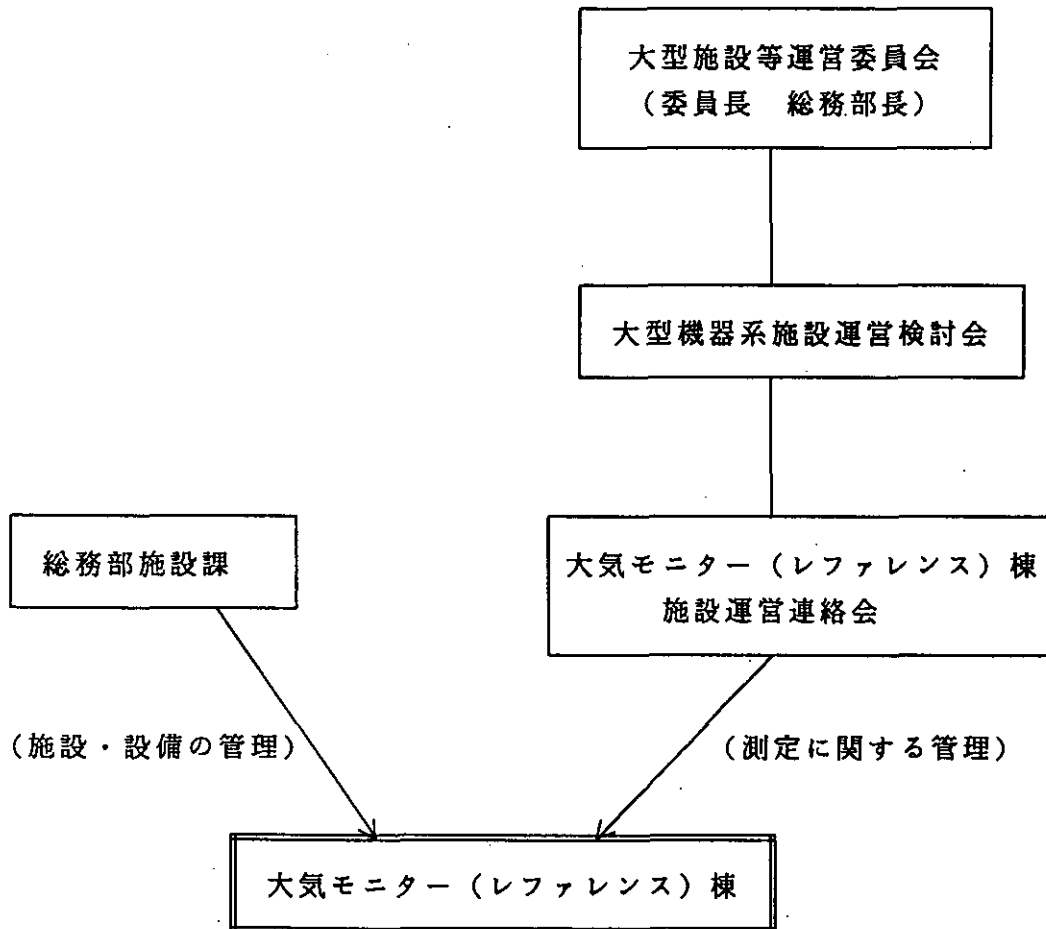 大型施設等運営委員会
（委員長　総務部長）
大型機器系施設運営検討会
総務部施設課
大気モニター（レファレンス）棟
施設運営連絡会
（施設・設備の管理）
（測定に関する管理）
大気モニター（レファレンス）棟